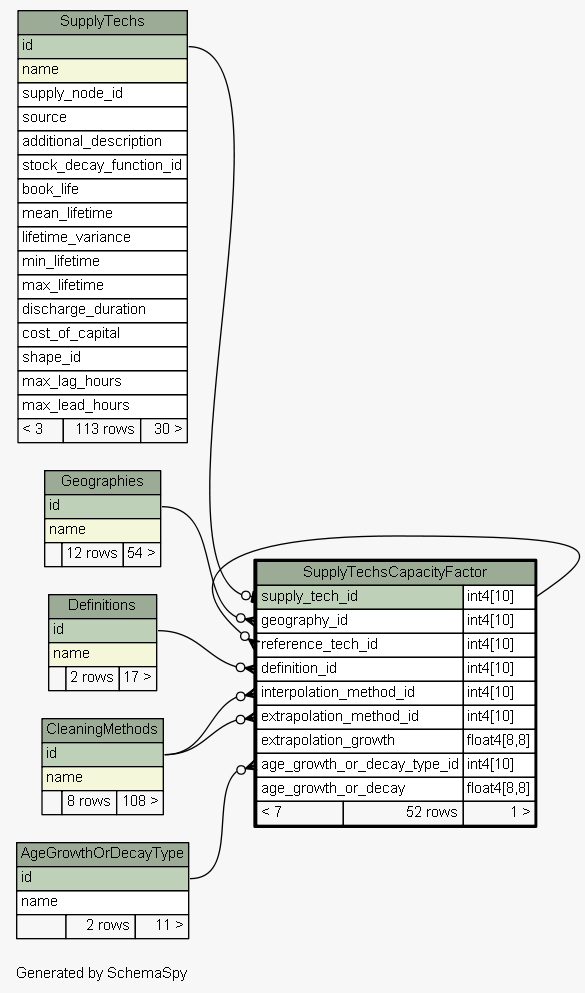 SupplyTechs
id
name
supply_node_id
source
additional_description
stock_decay_function_id
book_life
mean_lifetime
lifetime_variance
min_lifetime
max_lifetime
discharge_duration
cost_of_capital
shape_id
max_lag_hours
max_lead_hours
< 3 113 rows 30 >
Geographies
id
name
12 rows 54 >
Definitions
id
name
2 rows 17 >
CleaningMethods
id
name
8 rows 108 >
AgeGrowthOrDecayType
id
name
2 rows 11 >
SupplyTechsCapacityFactor
supply_tech_id int4[10]
geography_id int4[10]
reference_tech_id int4[10]
definition_id int4[10]
interpolation_method_id int4[10]
extrapolation_method_id int4[10]
extrapolation_growth float4[8,8]
age_growth_or_decay_type_id int4[10]
age_growth_or_decay float4[8,8]
< 7 52 rows 1 >
Generated by SchemaSpy